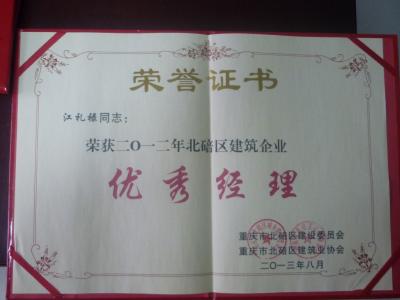 荣誉证书
江礼禄同志：
荣获二〇一二年北碚区建筑企业
优秀经理
重庆市北碚区建设委员会
重庆市北碚区建筑业协会
二〇一三年八月